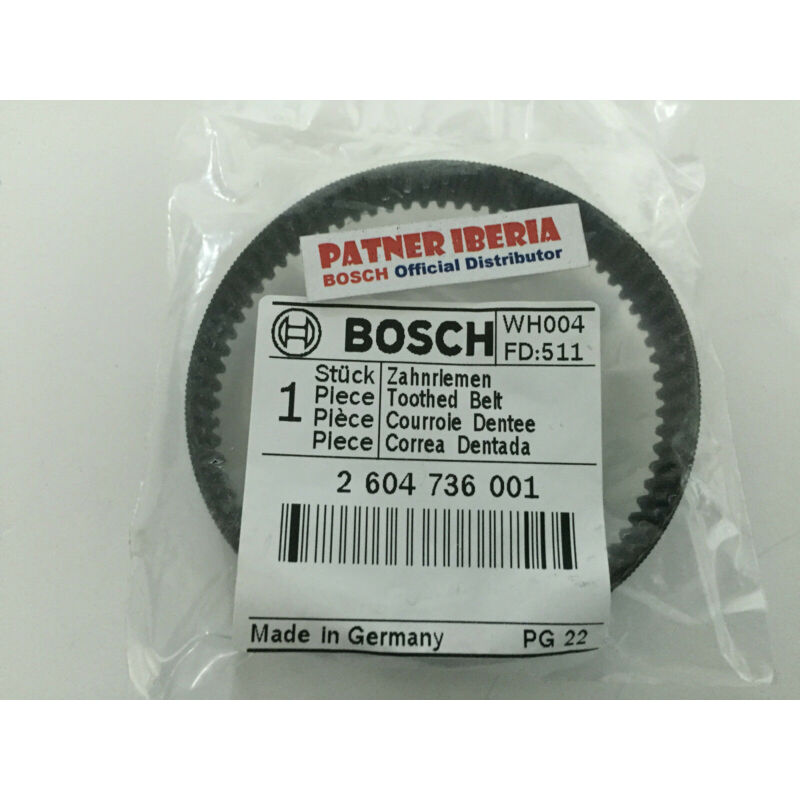 PATNER IBERIA
BOSCH Official Distributor
BOSCH
WH004
FD:511
1
Stück
Piece
Pièce
Piece
Zahnriemen
Toothed Belt
Courroie Dentee
Correa Dentada
2 604 736 001
Made in Germany PG 22